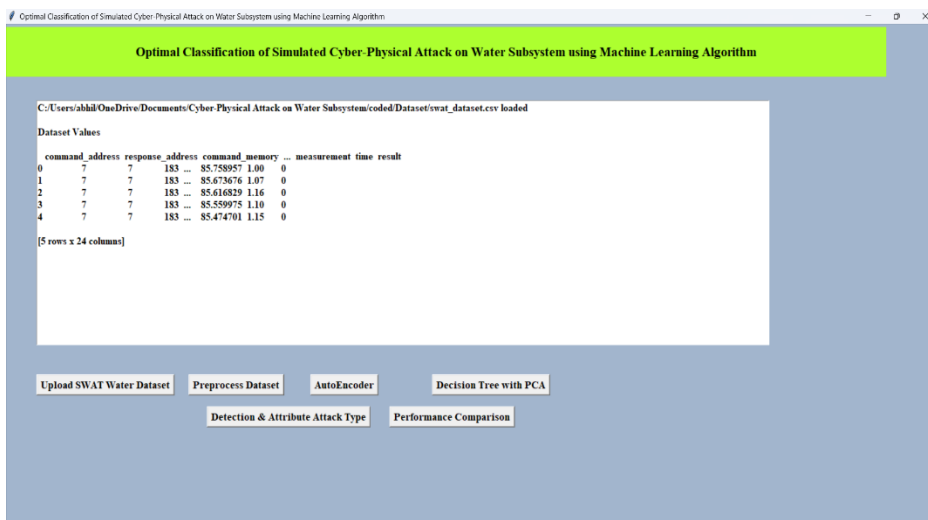 Optimal Classification of Simulated Cyber-Physical Attack on Water Subsystem using Machine Learning Algorithm
Optimal Classification of Simulated Cyber-Physical Attack on Water Subsystem using Machine Learning Algorithm
C:/Users/abhil/OneDrive/Documents/Cyber-Physical Attack on Water Subsystem/coded/Dataset/swat_dataset.csv loaded
Dataset Values
command_address response_address command_memory ... measurement time result
0 7 7 183 ... 85.758957 1.00 0
1 7 7 183 ... 85.673676 1.07 0
2 7 7 183 ... 85.616829 1.16 0
3 7 7 183 ... 85.559975 1.10 0
4 7 7 183 ... 85.474701 1.15 0
[5 rows x 24 columns]
Upload SWAT Water Dataset Preprocess Dataset AutoEncoder Decision Tree with PCA
Detection & Attribute Attack Type Performance Comparison